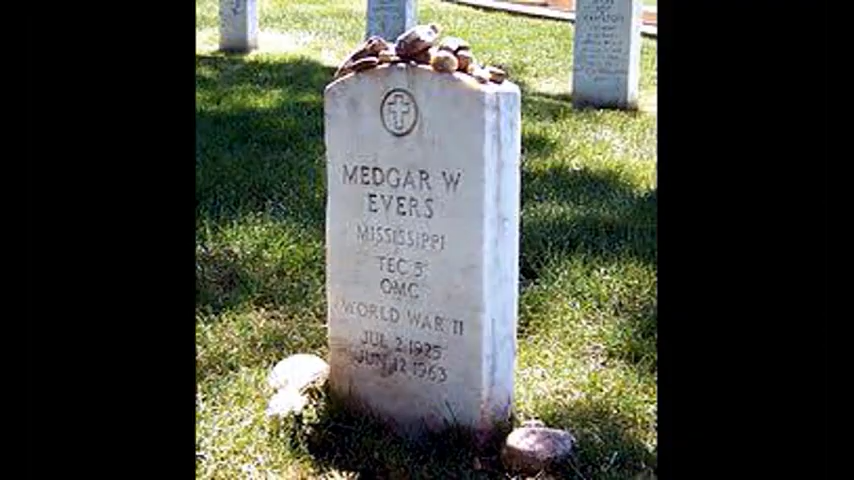 MEDGAR W
EVERS
MISSISSIPPI
TEC 5
QMC
WORLD WAR II
JUL 2 1925
JUN 12 1963